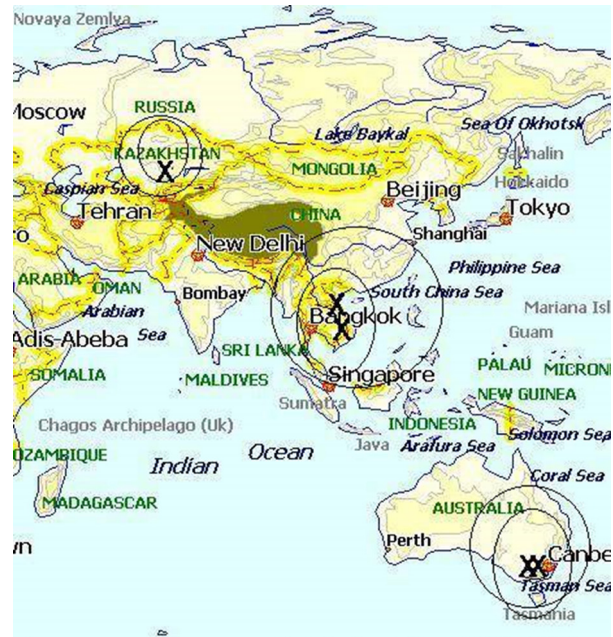 Novaya Zemlya
Moscow
RUSSIA
Lake Baykal
Sea Of Okhotsk
KAZAKHSTAN
MONGOLIA
Sakhalin
Caspian Sea
Hokkaido
Tehran
Beijing
Tokyo
CHINA
New Delhi
Shanghai
Philippine Sea
ARABIA
OMAN
Bombay
South China Sea
Arabian
Sea
Bangkok
Mariana Isl
Guam
Adis-Abeba
SRI LANKA
PALAU
MICRONE
SOMALIA
MALDIVES
Singapore
NEW GUINEA
Sumatra
Chagos Archipelago (Uk)
INDONESIA
Solomon Sea
Java
Arafura Sea
OZAMBIQUE
Indian
Ocean
Coral Sea
MADAGASCAR
AUSTRALIA
Perth
wn
X
X
X
X
X
Canbe
Tasman Sea
Tasmania